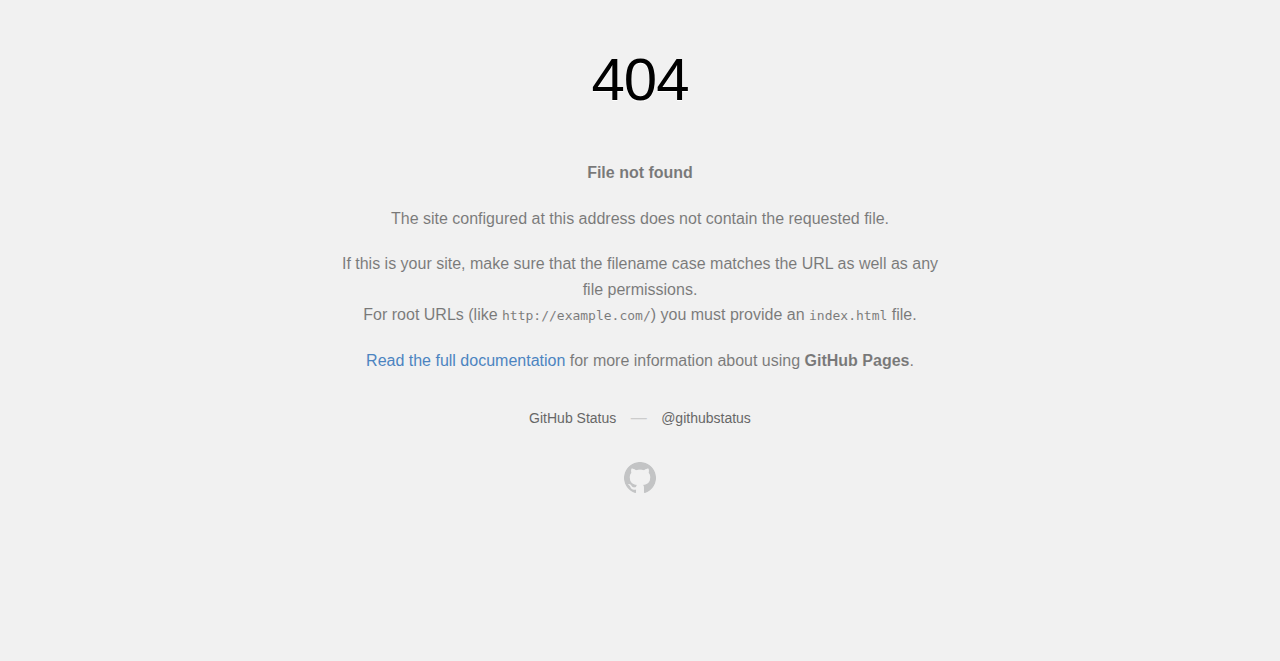 404
File not found
The site configured at this address does not contain the requested file.
If this is your site, make sure that the filename case matches the URL as well as any
file permissions.
For root URLs (like http://example.com/) you must provide an index.html file.
Read the full documentation for more information about using GitHub Pages.
GitHub Status — @githubstatus